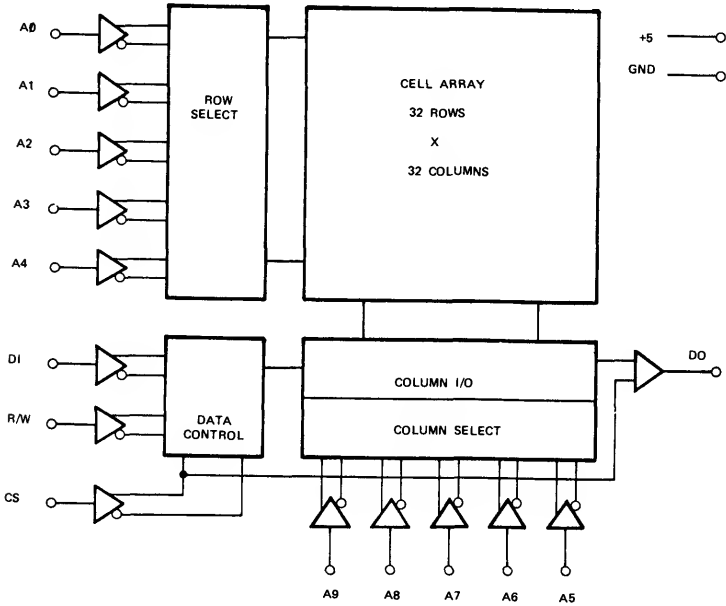 AØ
A1
A2
A3
A4
ROW
SELECT
CELL ARRAY
32 ROWS
X
32 COLUMNS
+5
GND
DI
R/W
CS
DATA
CONTROL
COLUMN I/O
COLUMN SELECT
DO
A9
A8
A7
A6
A5